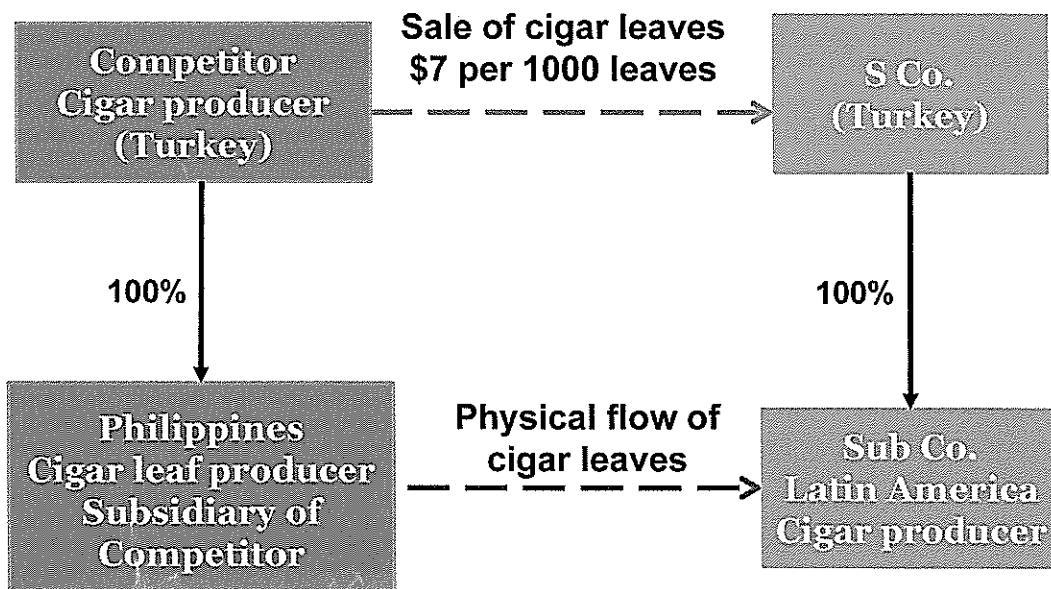 Competitor
Cigar producer
(Turkey)
Sale of cigar leaves
$7 per 1000 leaves
S Co.
(Turkey)
100%
100%
Philippines
Cigar leaf producer
Subsidiary of
Competitor
Physical flow of
cigar leaves
Sub Co.
Latin America
Cigar producer